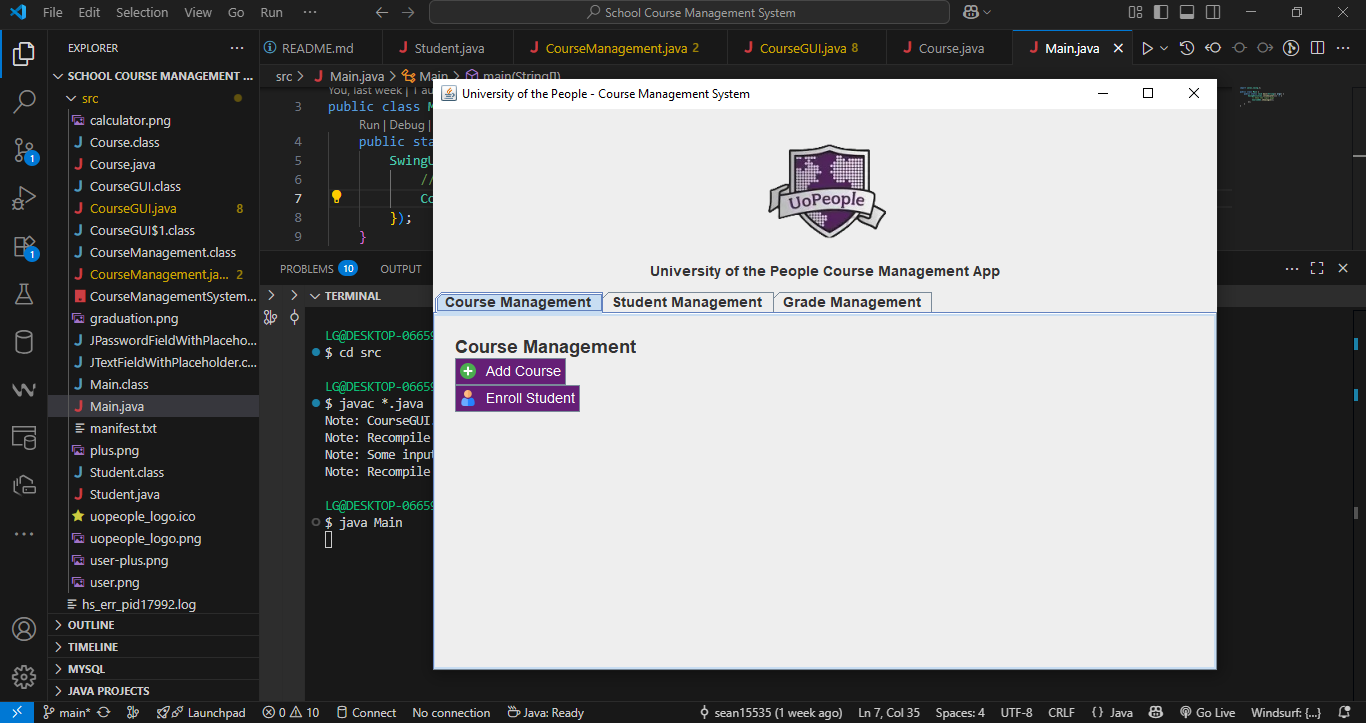 File Edit Selection View Go Run ··· School Course Management System
EXPLORER ···
SCHOOL COURSE MANAGEMENT ...
src
calculator.png
Course.class
Course.java
CourseGUI.class
CourseGUI.java 8
CourseGUI$1.class
CourseManagement.class
CourseManagement.ja... 2
CourseManagementSystem...
graduation.png
JPasswordFieldWithPlaceho...
JTextFieldWithPlaceholder.c...
Main.class
Main.java
manifest.txt
plus.png
Student.class
Student.java
uopeople_logo.ico
uopeople_logo.png
user-plus.png
user.png
hs_err_pid17992.log
OUTLINE
TIMELINE
MYSQL
JAVA PROJECTS
1
1
README.md Student.java CourseManagement.java 2 CourseGUI.java 8 Course.java Main.java
src > Main.java > Main > main(String[])
You, last week | 1 au
3 public class M
Run | Debug |
4 public sta
5 SwingU
6 //
7 Co
8 });
9 }
PROBLEMS 10 OUTPUT
TERMINAL
LG@DESKTOP-06659
$ cd src
LG@DESKTOP-06659
$ javac *.java
Note: CourseGUI.
Note: Recompile
Note: Some input
Note: Recompile
LG@DESKTOP-06659
$ java Main
University of the People - Course Management System
UoPeople
University of the People Course Management App
Course Management Student Management Grade Management
Course Management
Add Course
Enroll Student
main* Launchpad 0 10 Connect No connection Java: Ready sean15535 (1 week ago) Ln 7, Col 35 Spaces: 4 UTF-8 CRLF {} Java Go Live Windsurf: {...}